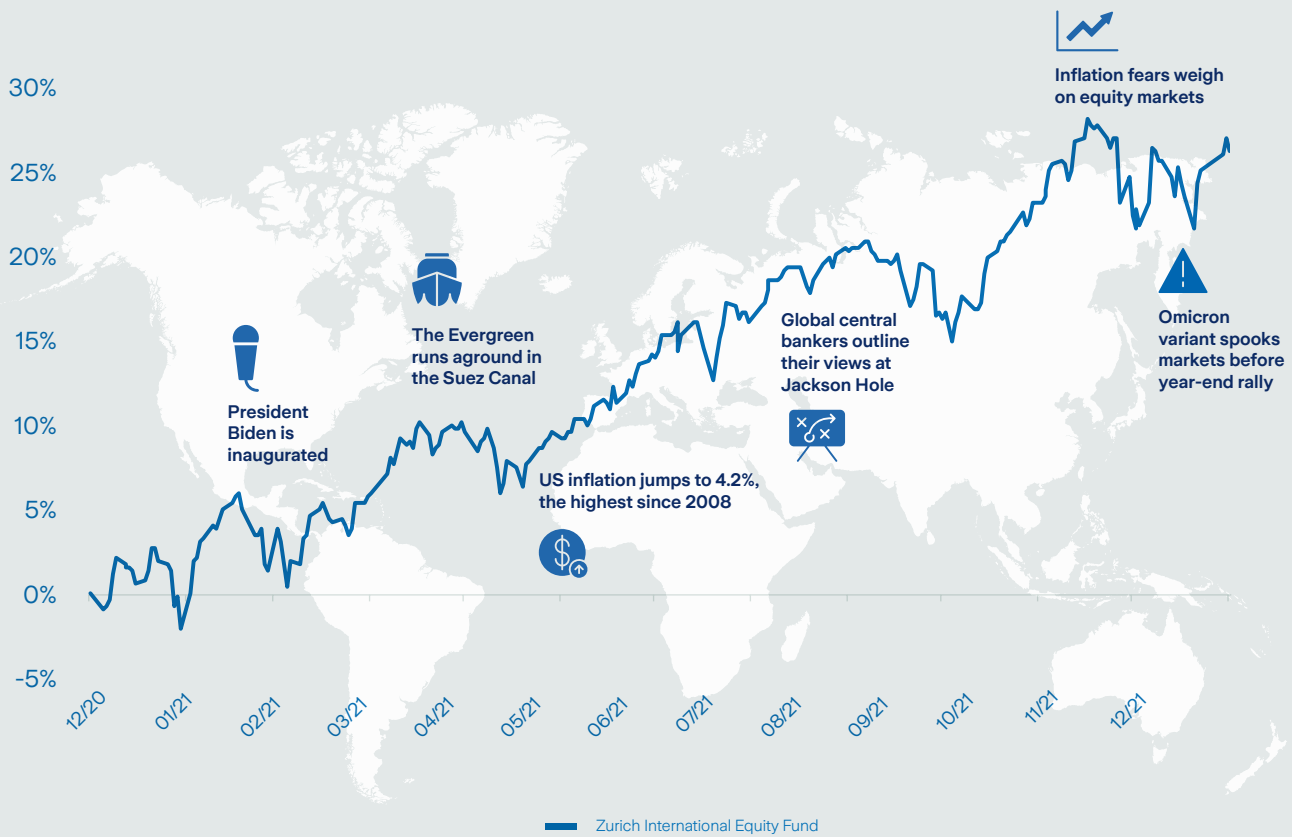 Inflation fears weigh
on equity markets
30%
25%
20%
15%
10%
5%
0%
-5%
President
Biden is
inaugurated
The Evergreen
runs aground in
the Suez Canal
US inflation jumps to 4.2%,
the highest since 2008
$
Global central
bankers outline
their views at
Jackson Hole
Omicron
variant spooks
markets before
year-end rally
12/20
01/21
02/21
03/21
04/21
05/21
06/21
07/21
08/21
09/21
10/21
11/21
12/21
Zurich International Equity Fund